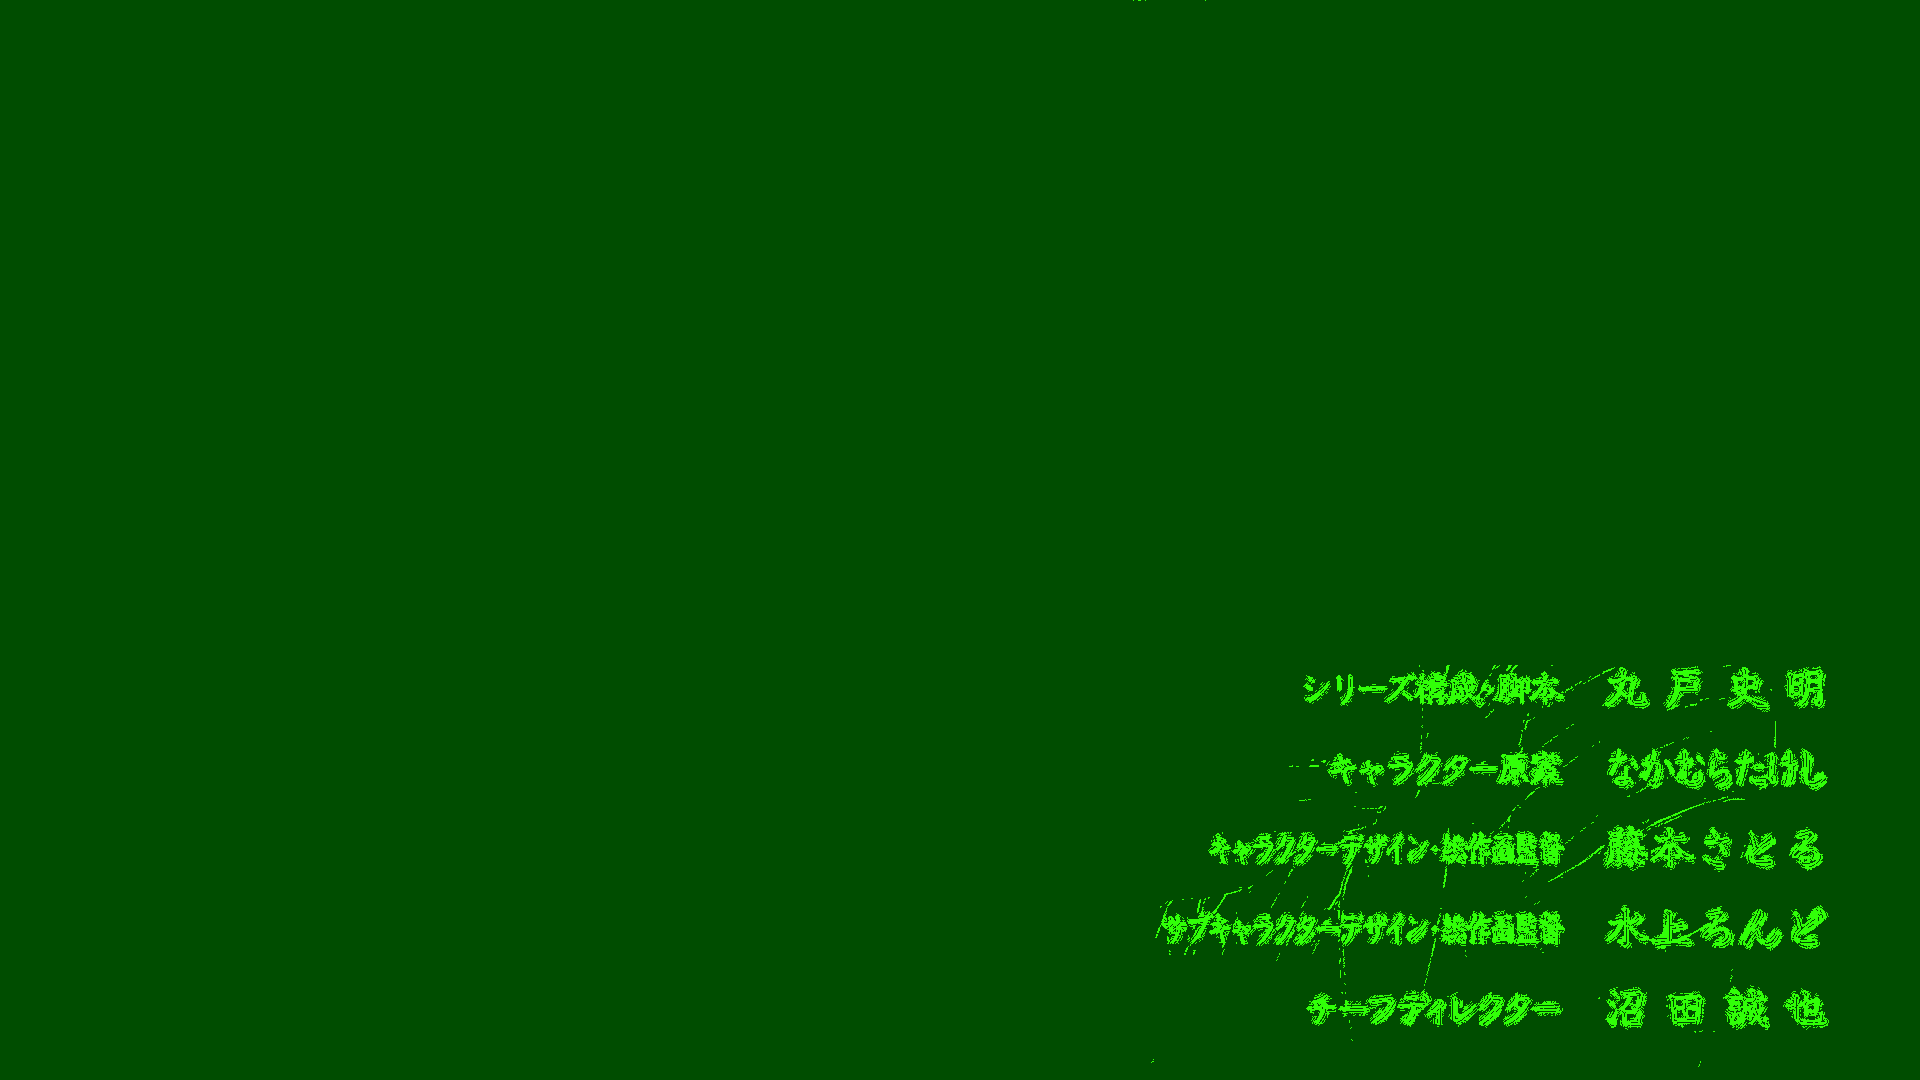 シリーズ構成・脚本 丸戸史明
キャラクター原案 なかむらたけし
キャラクターデザイン・総作画監督 藤本さとる
サブキャラクターデザイン・総作画監督 水上ろんど
チーフディレクター 沼田誠也